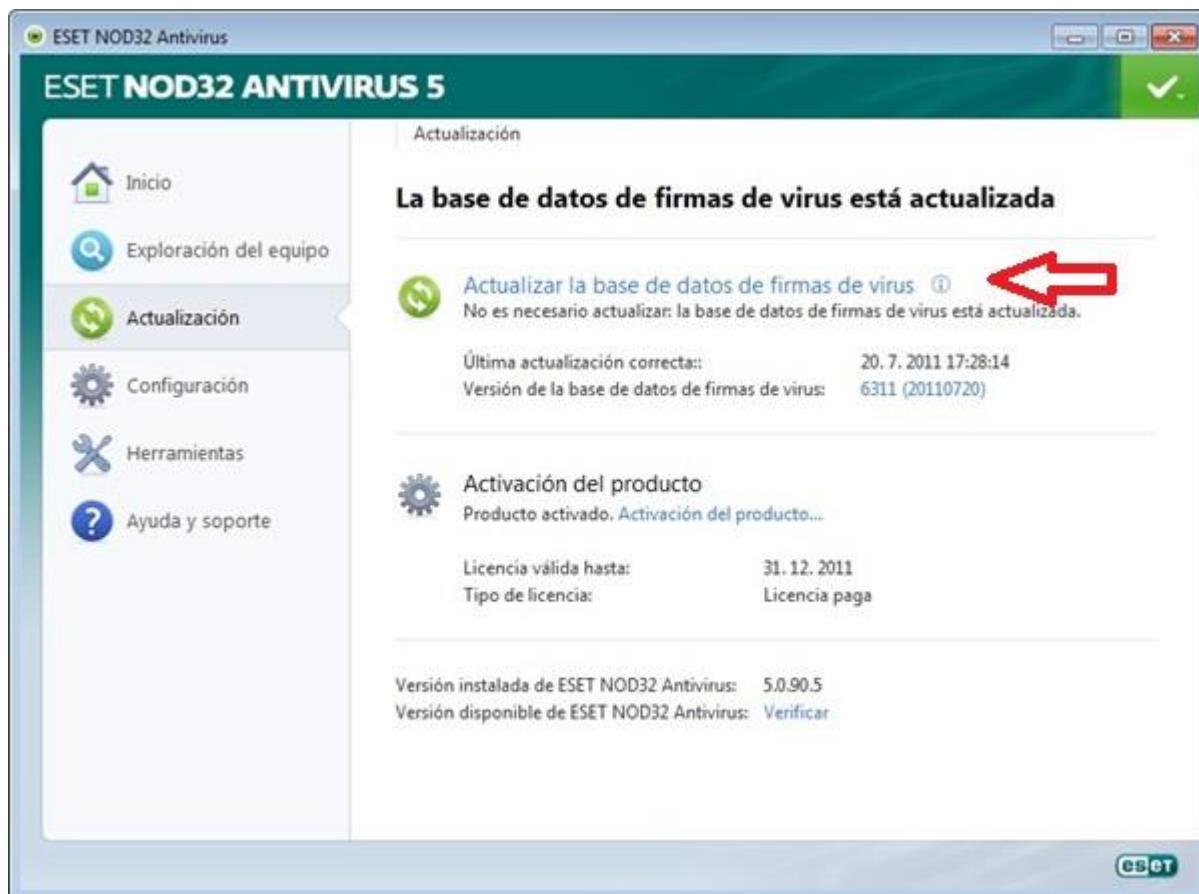 ESET NOD32 Antivirus
ESET NOD32 ANTIVIRUS 5
Actualización
Inicio
Exploración del equipo
Actualización
Configuración
Herramientas
Ayuda y soporte
La base de datos de firmas de virus está actualizada
Actualizar la base de datos de firmas de virus
No es necesario actualizar: la base de datos de firmas de virus está actualizada.
Última actualización correcta:: 20. 7. 2011 17:28:14
Versión de la base de datos de firmas de virus: 6311 (20110720)
Activación del producto
Producto activado. Activación del producto...
Licencia válida hasta: 31. 12. 2011
Tipo de licencia: Licencia paga
Versión instalada de ESET NOD32 Antivirus: 5.0.90.5
Versión disponible de ESET NOD32 Antivirus: Verificar
eseT